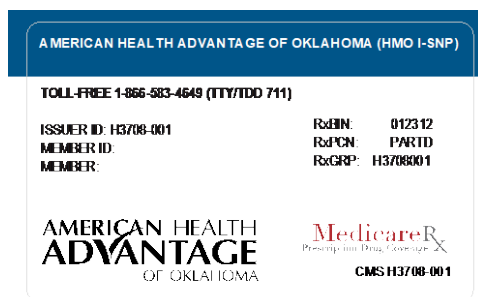 AMERICAN HEALTH ADVANTAGE OF OKLAHOMA (HMO I-SNP)
TOLL-FREE 1-866-583-4649 (TTY/TDD 711)
ISSUER ID: H3708-001
MEMBER ID:
MEMBER:
RxBIN: 012312
RxPCN: PARTD
RxGRP: H3708001
AMERICAN HEALTH
ADVANTAGE
OF OKLAHOMA
MedicareRx
Prescription Drug Coverage X
CMS H3708-001